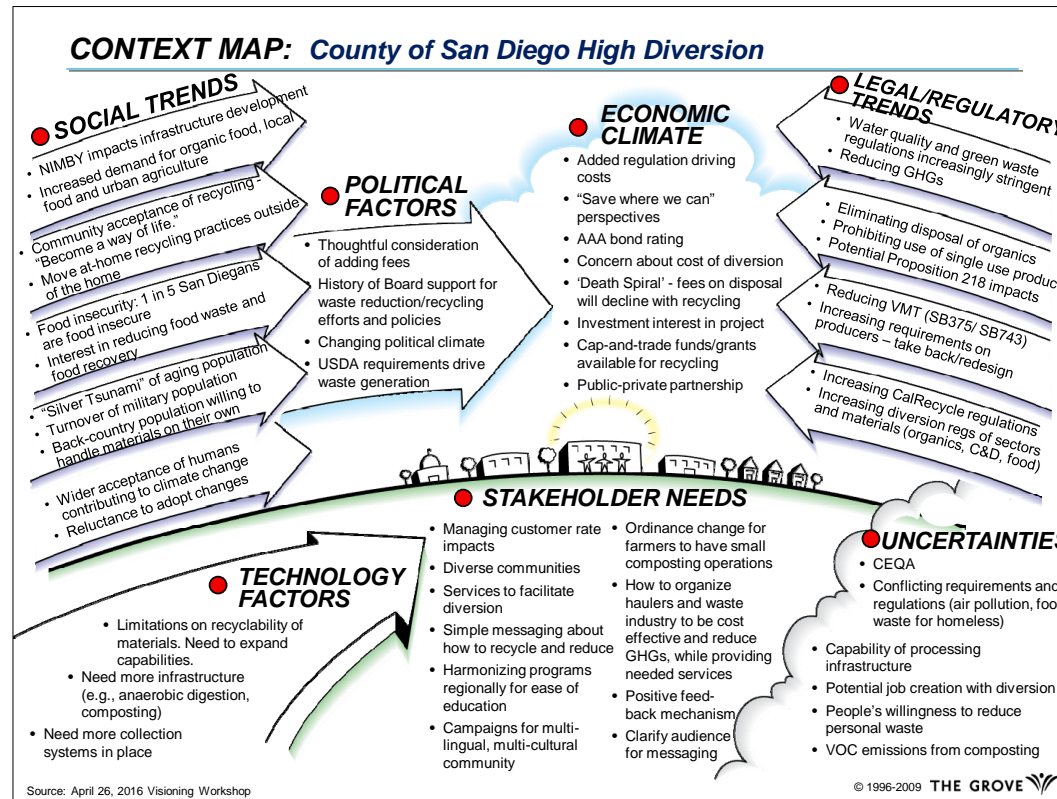 CONTEXT MAP: County of San Diego High Diversion
SOCIAL TRENDS
• NIMBY impacts infrastructure development
• Increased demand for organic food, local
food and urban agriculture
• Community acceptance of recycling -
“Become a way of life.”
• Move at-home recycling practices outside
of the home
• Food insecurity: 1 in 5 San Diegans
are food insecure
• Interest in reducing food waste and
food recovery
• “Silver Tsunami” of aging population
• Turnover of military population
• Back-country population willing to
handle materials on their own
• Wider acceptance of humans
contributing to climate change
• Reluctance to adopt changes
POLITICAL
FACTORS
• Thoughtful consideration
of adding fees
• History of Board support for
waste reduction/recycling
efforts and policies
• Changing political climate
• USDA requirements drive
waste generation
ECONOMIC
CLIMATE
• Added regulation driving
costs
• “Save where we can”
perspectives
• AAA bond rating
• Concern about cost of diversion
• ‘Death Spiral’ - fees on disposal
will decline with recycling
• Investment interest in project
• Cap-and-trade funds/grants
available for recycling
• Public-private partnership
LEGAL/REGULATORY
TRENDS
• Water quality and green waste
regulations increasingly stringent
• Reducing GHGs
• Eliminating disposal of organics
• Prohibiting use of single use produc
• Potential Proposition 218 impacts
• Reducing VMT (SB375/ SB743)
• Increasing requirements on
producers – take back/redesign
• Increasing CalRecycle regulations
• Increasing diversion regs of sectors
and materials (organics, C&D, food)
TECHNOLOGY
FACTORS
• Limitations on recyclability of
materials. Need to expand
capabilities.
• Need more infrastructure
(e.g., anaerobic digestion,
composting)
• Need more collection
systems in place
STAKEHOLDER NEEDS
• Managing customer rate
impacts
• Diverse communities
• Services to facilitate
diversion
• Simple messaging about
how to recycle and reduce
• Harmonizing programs
regionally for ease of
education
• Campaigns for multi-
lingual, multi-cultural
community
• Ordinance change for
farmers to have small
composting operations
• How to organize
haulers and waste
industry to be cost
effective and reduce
GHGs, while providing
needed services
• Positive feed-
back mechanism
• Clarify audience
for messaging
UNCERTAINTIES
• CEQA
• Conflicting requirements and
regulations (air pollution, foo
waste for homeless)
• Capability of processing
infrastructure
• Potential job creation with diversion
• People’s willingness to reduce
personal waste
• VOC emissions from composting
Source: April 26, 2016 Visioning Workshop
© 1996-2009 THE GROVE